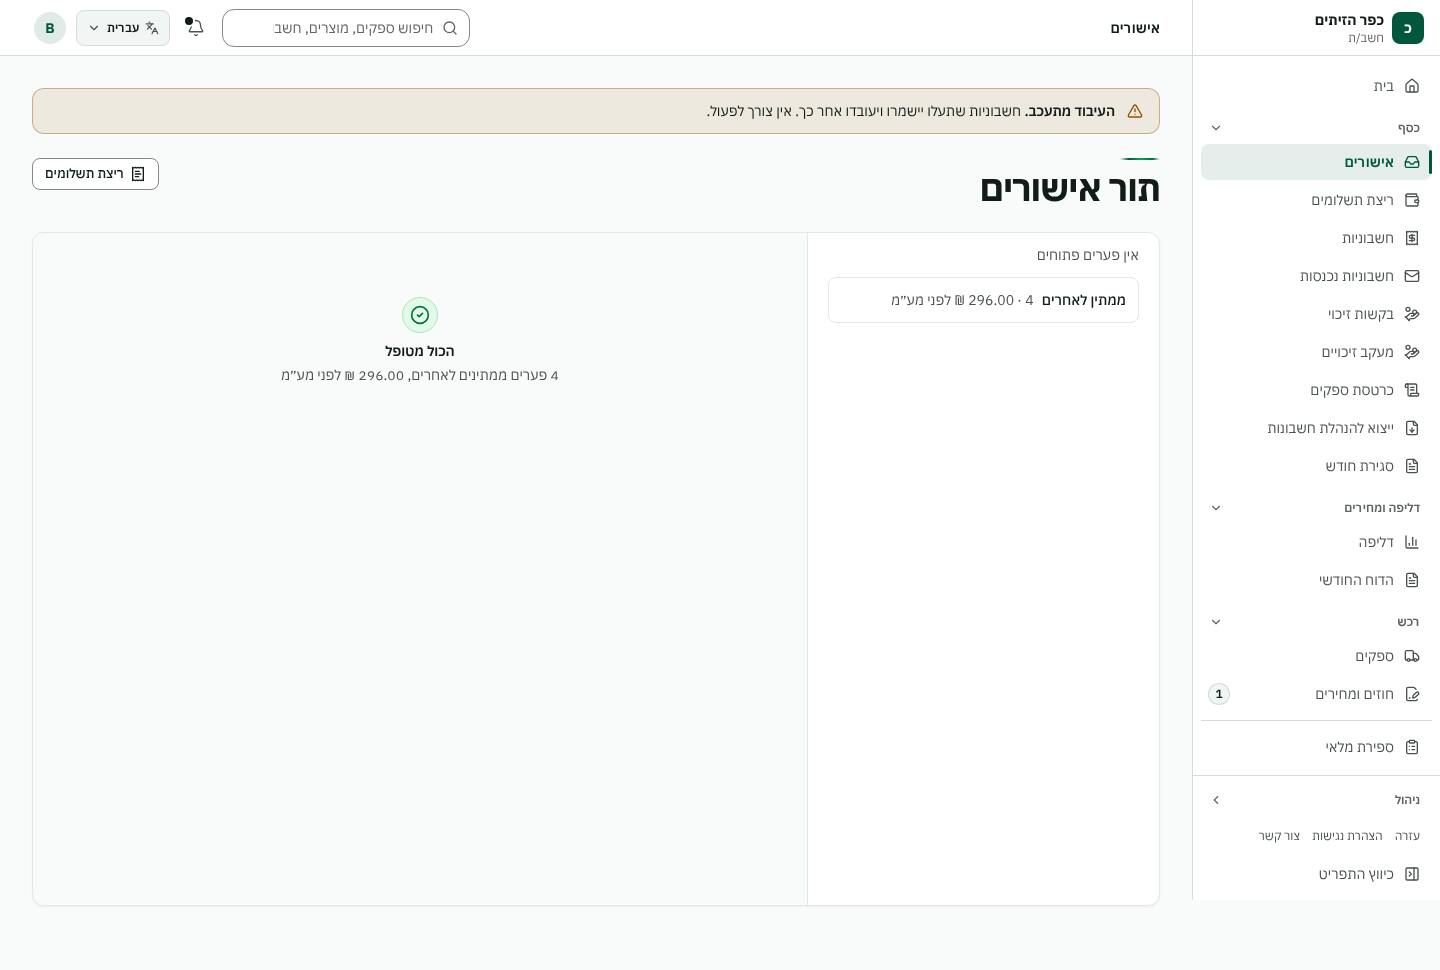 כ
כפר הזיתים
חשב/ת
אישורים
חיפוש ספקים, מוצרים, חשב
עברית
B
בית
כסף
אישורים
ריצת תשלומים
חשבוניות
חשבוניות נכנסות
בקשות זיכוי
מעקב זיכויים
כרטסת ספקים
ייצוא להנהלת חשבונות
סגירת חודש
דליפה ומחירים
דליפה
הדוח החודשי
רכש
ספקים
חוזים ומחירים
1
ספירת מלאי
ניהול
עזרה הצהרת נגישות צור קשר
כיווץ התפריט
העיבוד מתעכב. חשבוניות שתעלו יישמרו ויעובדו אחר כך. אין צורך לפעול.
תור אישורים
ריצת תשלומים
אין פערים פתוחים
ממתין לאחרים 4 · 296.00 ₪ לפני מע״מ
הכול מטופל
4 פערים ממתינים לאחרים, 296.00 ₪ לפני מע״מ